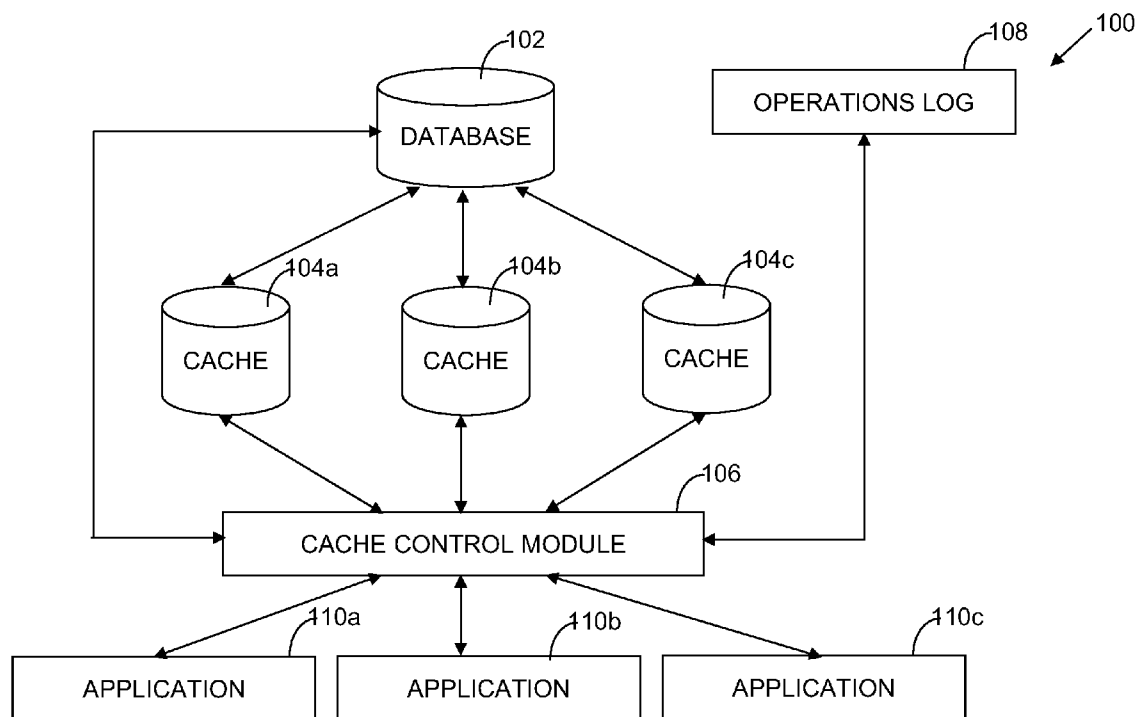 100
102
108
DATABASE
OPERATIONS LOG
104a
104b
104c
CACHE
CACHE
CACHE
106
CACHE CONTROL MODULE
110a
110b
110c
APPLICATION
APPLICATION
APPLICATION